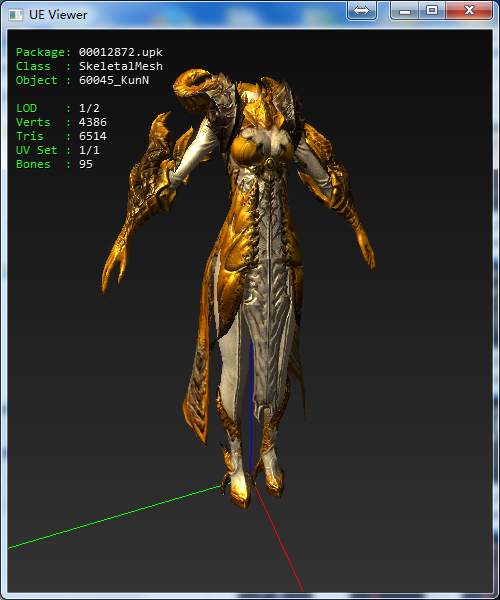 UE Viewer
Package: 00012872.upk
Class : SkeletalMesh
Object : 60045_KunN
LOD : 1/2
Verts : 4386
Tris : 6514
UV Set : 1/1
Bones : 95